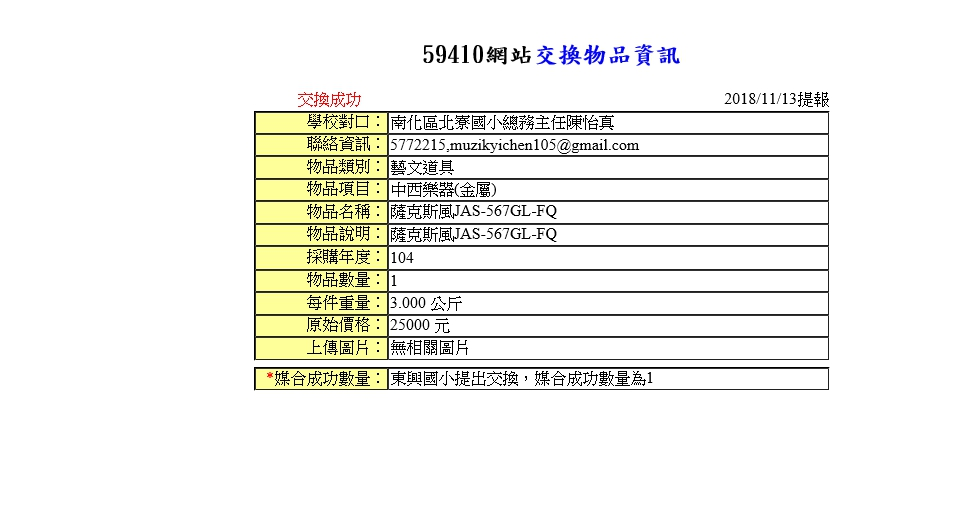 59410網站交換物品資訊
交換成功 2018/11/13提報
學校對口： 南化區北寮國小總務主任陳怡真
聯絡資訊： 5772215,muzikyichen105@gmail.com
物品類別： 藝文道具
物品項目： 中西樂器(金屬)
物品名稱： 薩克斯風JAS-567GL-FQ
物品說明： 薩克斯風JAS-567GL-FQ
採購年度： 104
物品數量： 1
每件重量： 3.000 公斤
原始價格： 25000 元
上傳圖片： 無相關圖片
*媒合成功數量： 東興國小提出交換，媒合成功數量為1